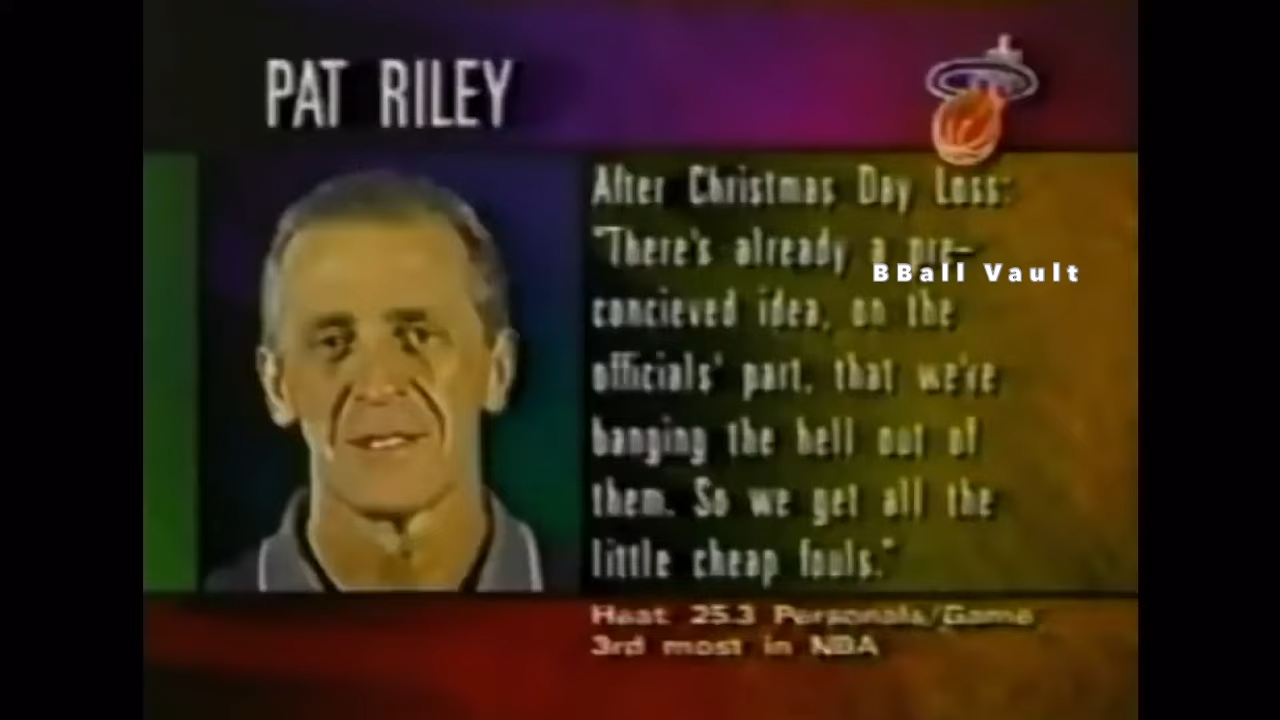 PAT RILEY
After Christmas Day Loss:
"There's already a pre-
BBall Vault
concieved idea, on the
officials' part, that we're
banging the hell out of
them. So we get all the
little cheap fouls."
Heat 25.3 Personals/Game
3rd most in NBA